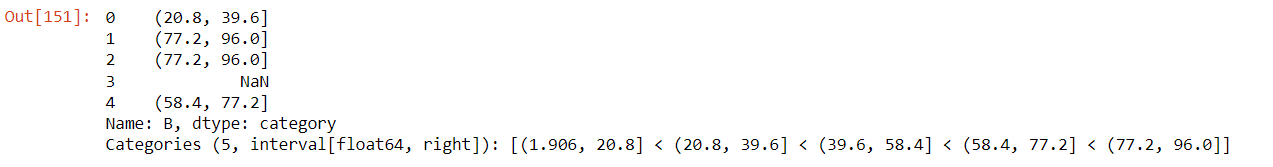 Out[151]: 0    (20.8, 39.6]
1    (77.2, 96.0]
2    (77.2, 96.0]
3             NaN
4    (58.4, 77.2]
Name: B, dtype: category
Categories (5, interval[float64, right]): [(1.906, 20.8] < (20.8, 39.6] < (39.6, 58.4] < (58.4, 77.2] < (77.2, 96.0]]